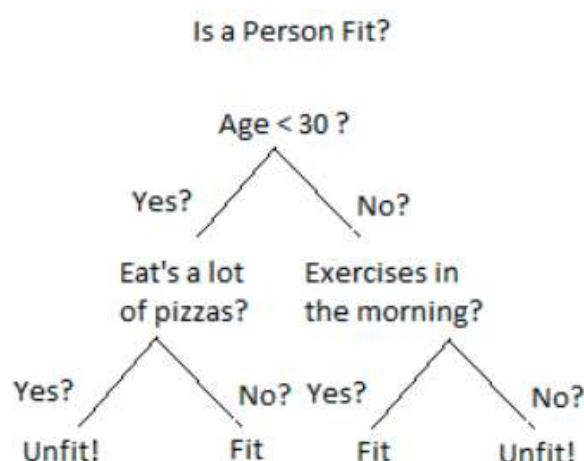 Is a Person Fit?
Age < 30 ?
Yes?
No?
Eat's a lot
of pizzas?
Exercises in
the morning?
Yes?
No?
Yes?
No?
Unfit!
Fit
Fit
Unfit!